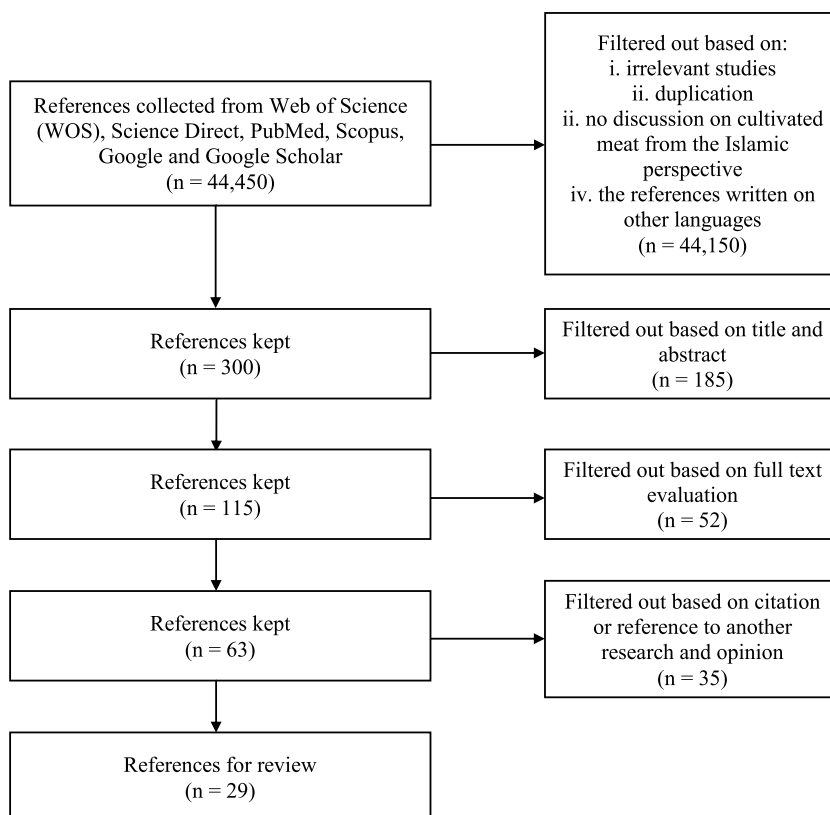 References collected from Web of Science
(WOS), Science Direct, PubMed, Scopus,
Google and Google Scholar
(n = 44,450)
Filtered out based on:
i. irrelevant studies
ii. duplication
ii. no discussion on cultivated
meat from the Islamic
perspective
iv. the references written on
other languages
(n = 44,150)
References kept
(n = 300)
Filtered out based on title and
abstract
(n = 185)
References kept
(n = 115)
Filtered out based on full text
evaluation
(n = 52)
References kept
(n = 63)
Filtered out based on citation
or reference to another
research and opinion
(n = 35)
References for review
(n = 29)